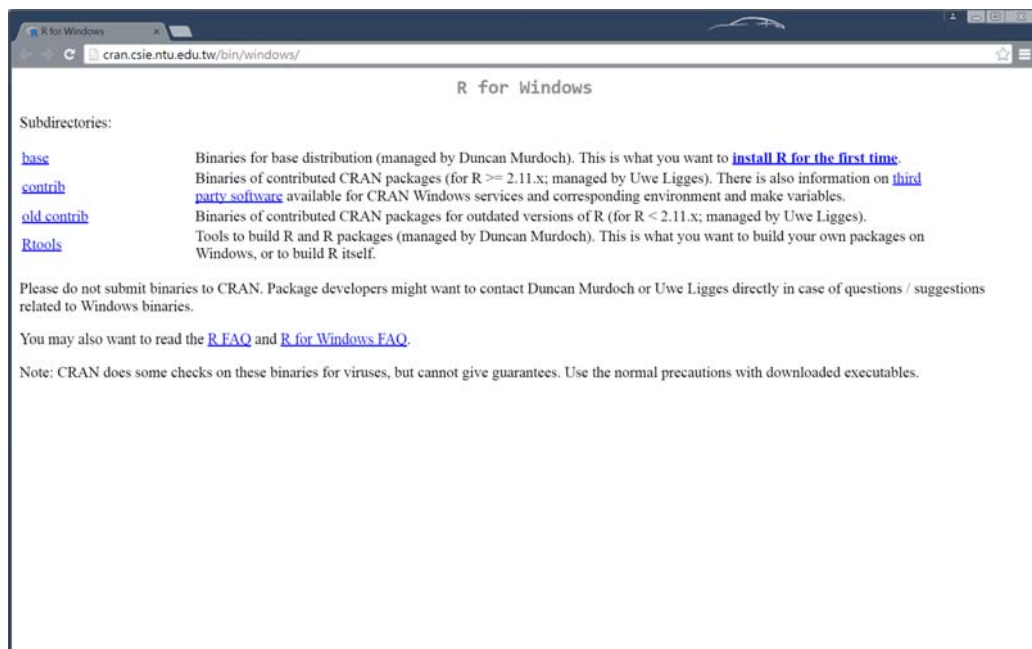 R for Windows
cran.csie.ntu.edu.tw/bin/windows/
R for Windows
Subdirectories:
base Binaries for base distribution (managed by Duncan Murdoch). This is what you want to install R for the first time.
contrib Binaries of contributed CRAN packages (for R >= 2.11.x; managed by Uwe Ligges). There is also information on third
party software available for CRAN Windows services and corresponding environment and make variables.
old contrib Binaries of contributed CRAN packages for outdated versions of R (for R < 2.11.x; managed by Uwe Ligges).
Rtools Tools to build R and R packages (managed by Duncan Murdoch). This is what you want to build your own packages on
Windows, or to build R itself.
Please do not submit binaries to CRAN. Package developers might want to contact Duncan Murdoch or Uwe Ligges directly in case of questions / suggestions
related to Windows binaries.
You may also want to read the R FAQ and R for Windows FAQ.
Note: CRAN does some checks on these binaries for viruses, but cannot give guarantees. Use the normal precautions with downloaded executables.